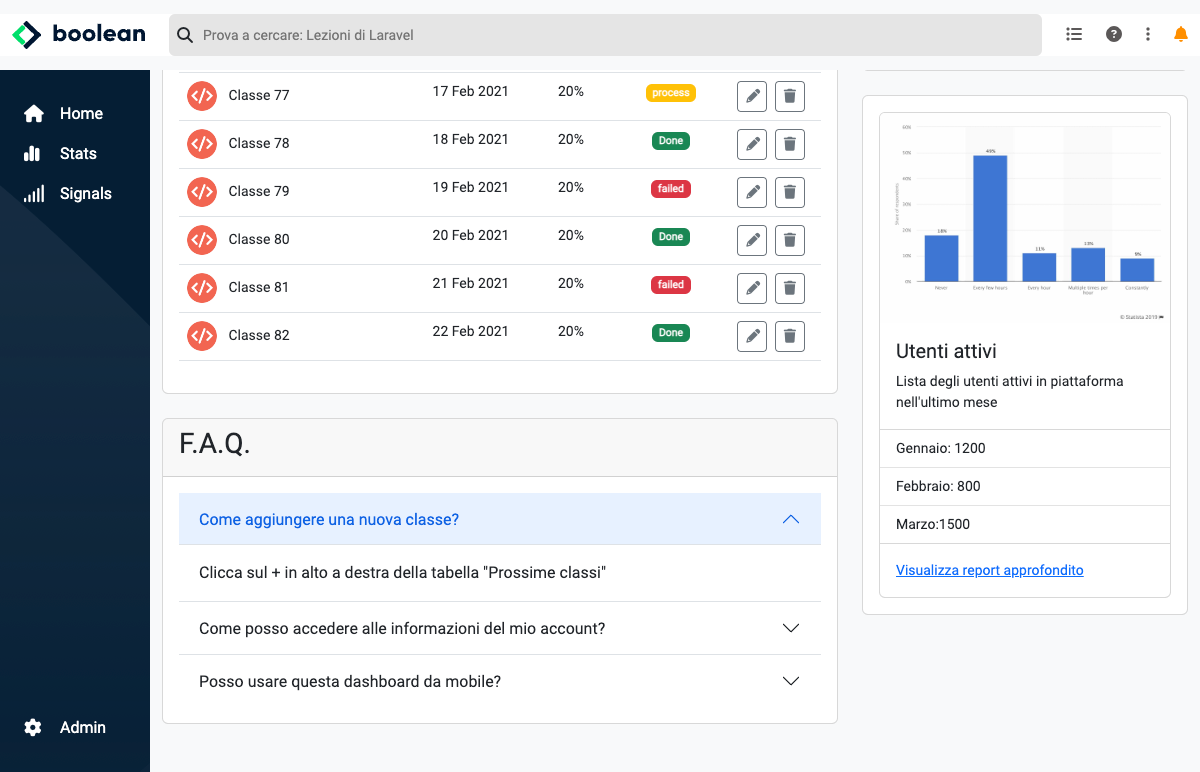 boolean
Prova a cercare: Lezioni di Laravel
Home
Stats
Signals
Admin
Classe 77 17 Feb 2021 20% process
Classe 78 18 Feb 2021 20% Done
Classe 79 19 Feb 2021 20% failed
Classe 80 20 Feb 2021 20% Done
Classe 81 21 Feb 2021 20% failed
Classe 82 22 Feb 2021 20% Done
F.A.Q.
Come aggiungere una nuova classe?
Clicca sul + in alto a destra della tabella "Prossime classi"
Come posso accedere alle informazioni del mio account?
Posso usare questa dashboard da mobile?
60%
50%
40%
30%
20%
10%
0%
Share of respondents
18%
49%
11%
13%
9%
Never
Every few hours
Every hour
Multiple times per
hour
Constantly
© Statista 2019
Utenti attivi
Lista degli utenti attivi in piattaforma
nell'ultimo mese
Gennaio: 1200
Febbraio: 800
Marzo:1500
Visualizza report approfondito